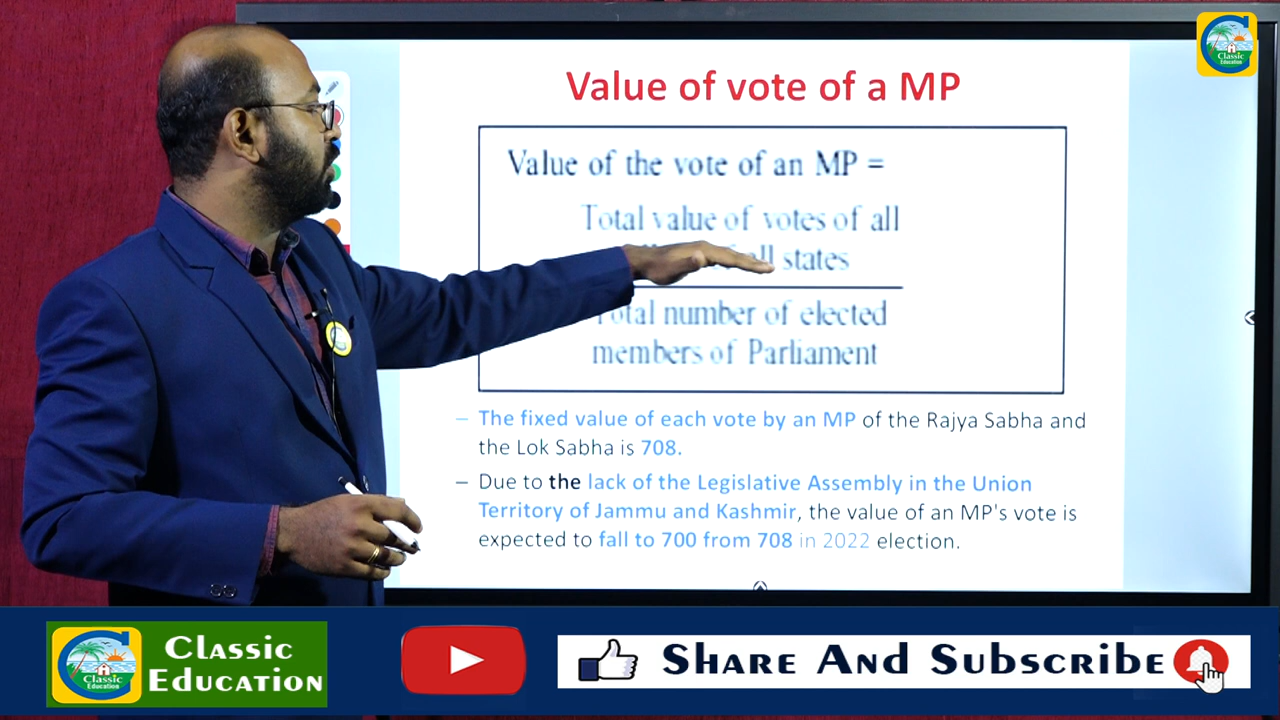 Classic
Education
Value of vote of a MP
Value of the vote of an MP =
Total value of votes of all
all states
Total number of elected
members of Parliament
– The fixed value of each vote by an MP of the Rajya Sabha and
the Lok Sabha is 708.
– Due to the lack of the Legislative Assembly in the Union
Territory of Jammu and Kashmir, the value of an MP's vote is
expected to fall to 700 from 708 in 2022 election.
Classic
Education
Classic
Education
Share And Subscribe